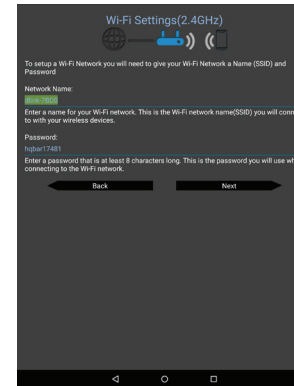 Wi-Fi Settings(2.4GHz)
To setup a Wi-Fi Network you will need to give your Wi-Fi Network a Name (SSID) and
Password
Network Name:
dlink-7B00
Enter a name for your Wi-Fi network. This is the Wi-Fi network name(SSID) you will conn
to with your wireless devices.
Password:
hqbar17481
Enter a password that is at least 8 characters long. This is the password you will use wh
connecting to the Wi-Fi network.
Back
Next